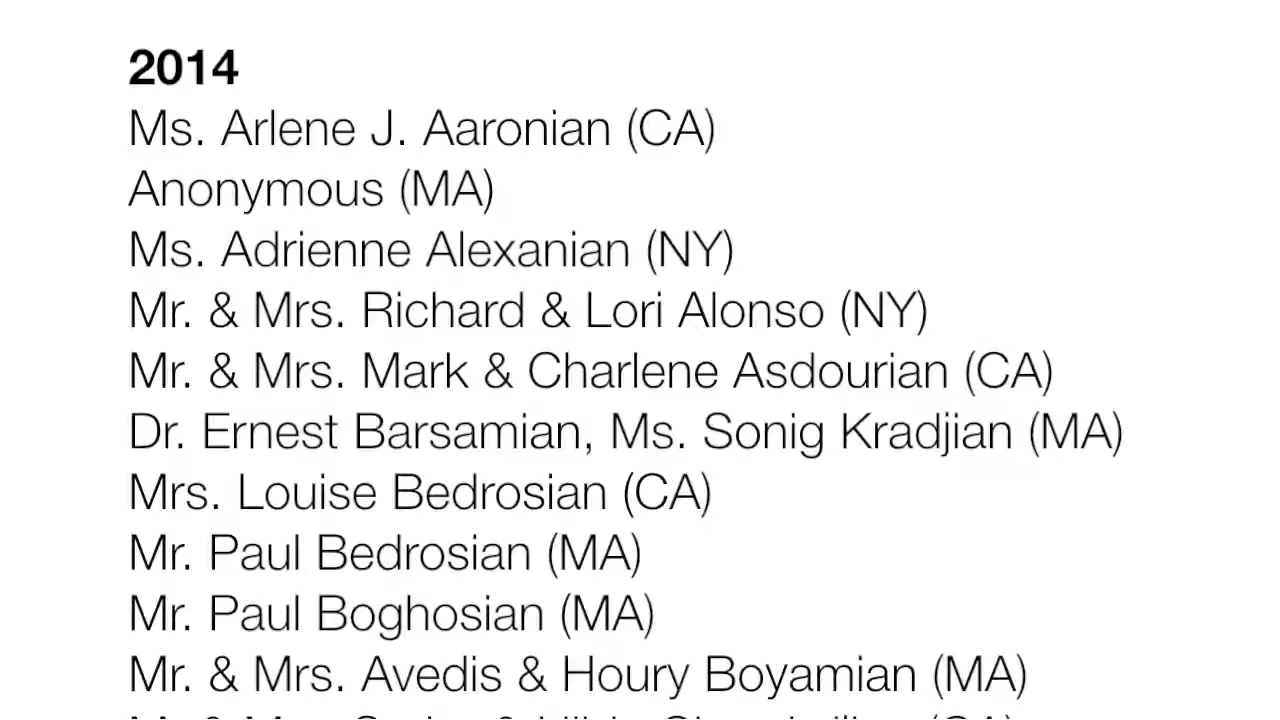 2014
Ms. Arlene J. Aaronian (CA)
Anonymous (MA)
Ms. Adrienne Alexanian (NY)
Mr. & Mrs. Richard & Lori Alonso (NY)
Mr. & Mrs. Mark & Charlene Asdourian (CA)
Dr. Ernest Barsamian, Ms. Sonig Kradjian (MA)
Mrs. Louise Bedrosian (CA)
Mr. Paul Bedrosian (MA)
Mr. Paul Boghosian (MA)
Mr. & Mrs. Avedis & Houry Boyamian (MA)